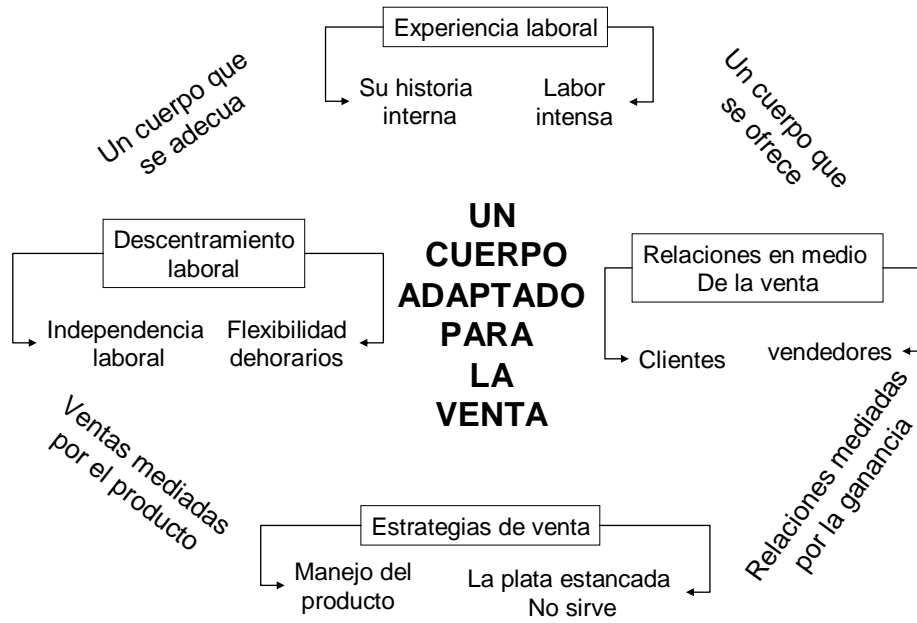 Experiencia laboral
Su historia
interna
Labor
intensa
Un cuerpo que
se adecua
Un cuerpo que
se ofrece
UN
CUERPO
ADAPTADO
PARA
LA
VENTA
Descentramiento
laboral
Independencia
laboral
Flexibilidad
dehorarios
Relaciones en medio
De la venta
Clientes
vendedores
Ventas mediadas
por el producto
Relaciones mediadas
por la ganancia
Estrategias de venta
Manejo del
producto
La plata estancada
No sirve